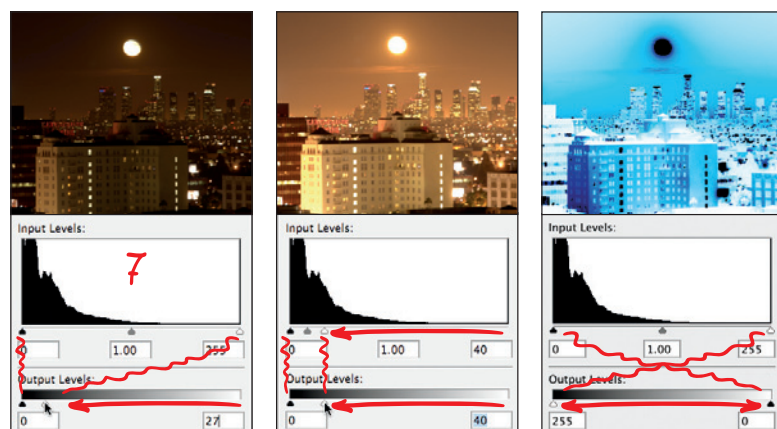 Input Levels:
7
0 1.00 255
Output Levels:
0 27
Input Levels:
0 1.00 40
Output Levels:
0 40
Input Levels:
0 1.00 255
Output Levels:
255 0